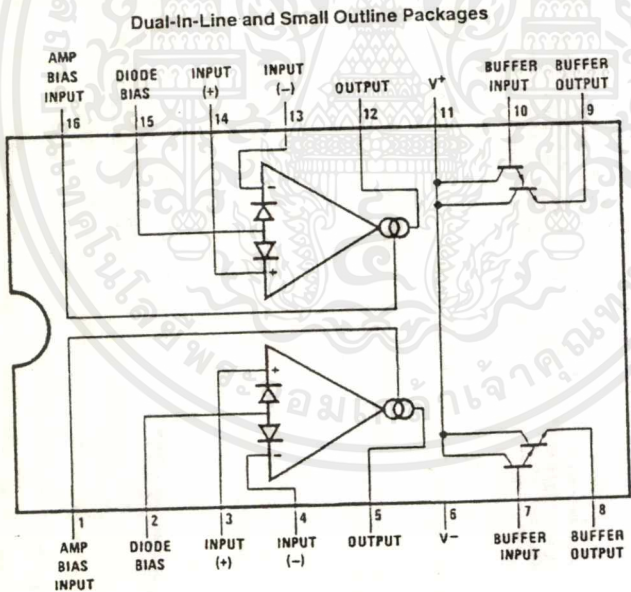 Dual-In-Line and Small Outline Packages
AMP
BIAS
INPUT
DIODE
BIAS
INPUT
(+)
INPUT
(−)
OUTPUT
V+
BUFFER
INPUT
BUFFER
OUTPUT
16
15
14
13
12
11
10
9
−
+
+
−
1
2
3
4
5
6
7
8
AMP
BIAS
INPUT
DIODE
BIAS
INPUT
(+)
INPUT
(−)
OUTPUT
V−
BUFFER
INPUT
BUFFER
OUTPUT